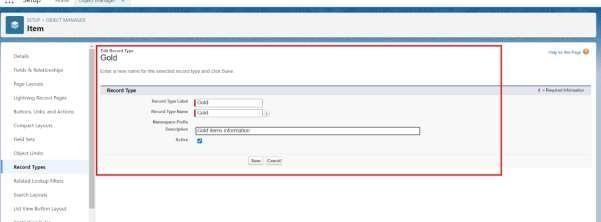 Setup Home Object Manager
SETUP > OBJECT MANAGER
Item
Details
Fields & Relationships
Page Layouts
Lightning Record Pages
Buttons, Links, and Actions
Compact Layouts
Field Sets
Object Limits
Record Types
Related Lookup Filters
Search Layouts
List View Button Layout
Edit Record Type
Gold
Help for this Page
Enter a new name for the selected record type and click Save.
Record Type
= Required Information
Record Type Label Gold
Record Type Name Gold i
Namespace Prefix
Description Gold items information
Active
Save Cancel